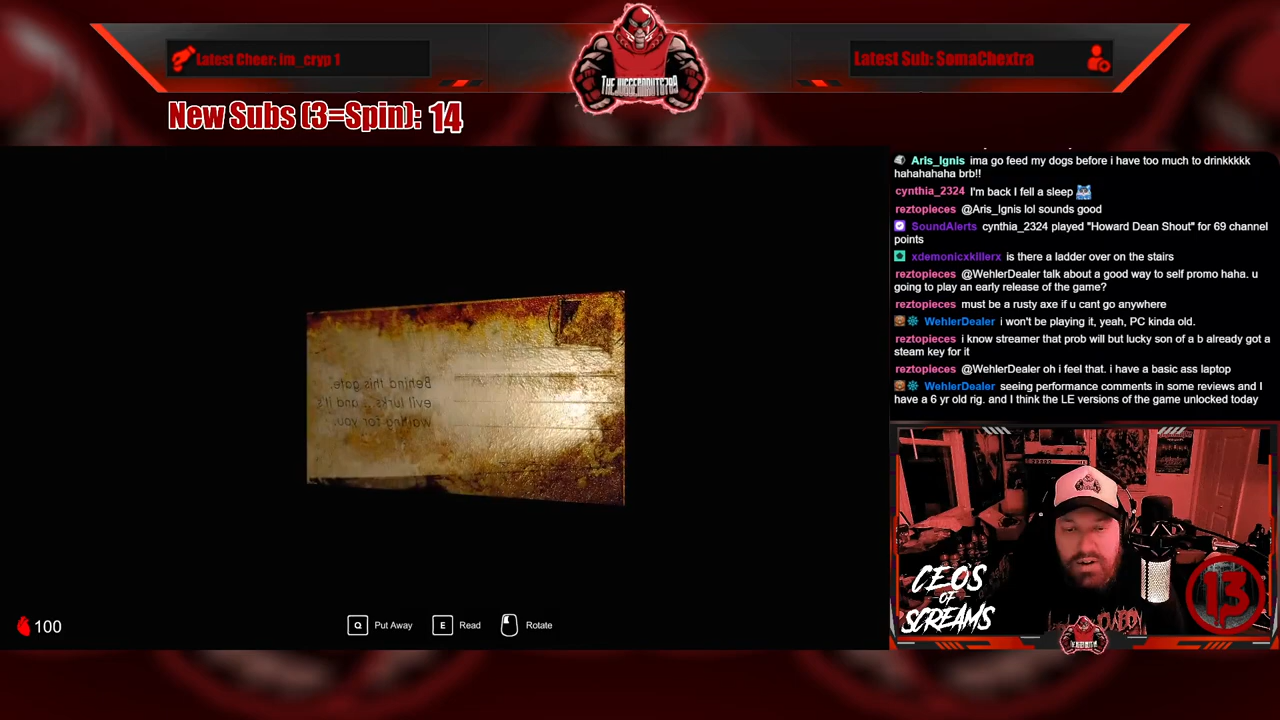 Latest Cheer: im_cryp 1
THEJUGGERNAUT6789
Latest Sub: SomaChextra
New Subs (3=Spin): 14
Aris_Ignis ima go feed my dogs before i have too much to drinkkkkk
hahahahaha brb!!
cynthia_2324 I'm back I fell a sleep
reztopieces @Aris_Ignis lol sounds good
SoundAlerts cynthia_2324 played "Howard Dean Shout" for 69 channel
points
xdemonicxkillerx is there a ladder over on the stairs
reztopieces @WehlerDealer talk about a good way to self promo haha. u
going to play an early release of the game?
reztopieces must be a rusty axe if u cant go anywhere
WehlerDealer i won't be playing it, yeah, PC kinda old.
reztopieces i know streamer that prob will but lucky son of a b already got a
steam key for it
reztopieces @WehlerDealer oh i feel that. i have a basic ass laptop
WehlerDealer seeing performance comments in some reviews and I
have a 6 yr old rig. and I think the LE versions of the game unlocked today
Behind this gate,
evil lurks... and it's
waiting for you.
100
Q Put Away E Read Rotate
CEOS
OF
SCREAMS
13